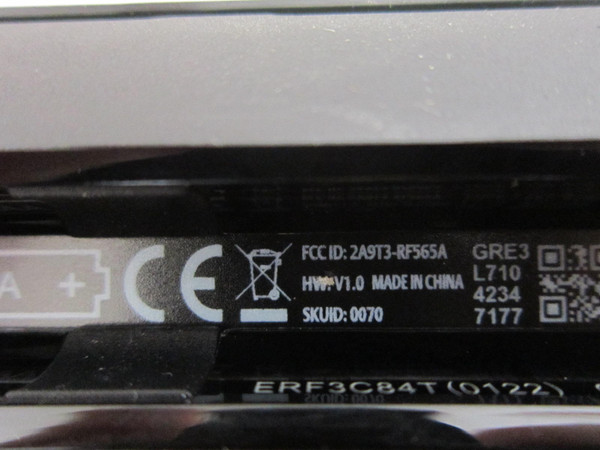 A +
CE
FCC ID: 2A9T3-RF565A
HW: V1.0 MADE IN CHINA
SKUID: 0070
GRE3
L710
4234
7177
ERF3C84T (0122)